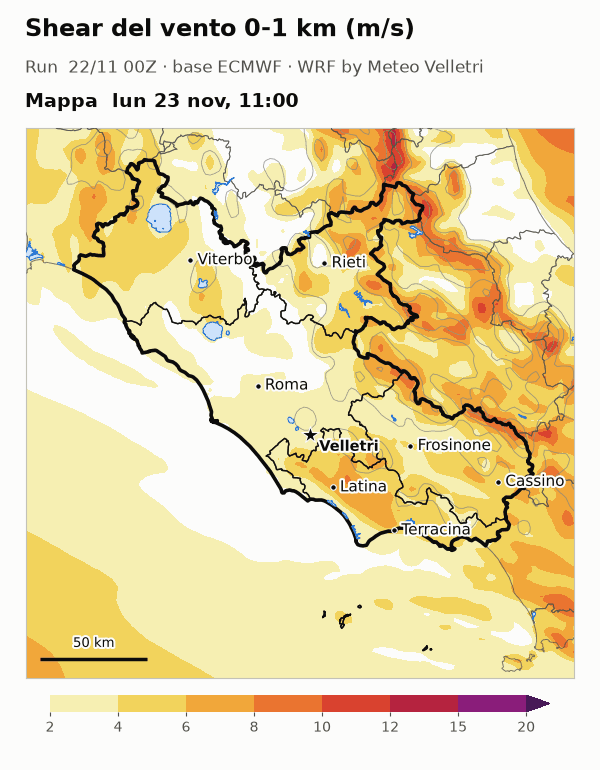 Shear del vento 0-1 km (m/s)
Run  22/11 00Z · base ECMWF · WRF by Meteo Velletri
Mappa  lun 23 nov, 11:00
Viterbo
Rieti
Roma
Velletri
Frosinone
Latina
Cassino
Terracina
50 km
2 4 6 8 10 12 15 20